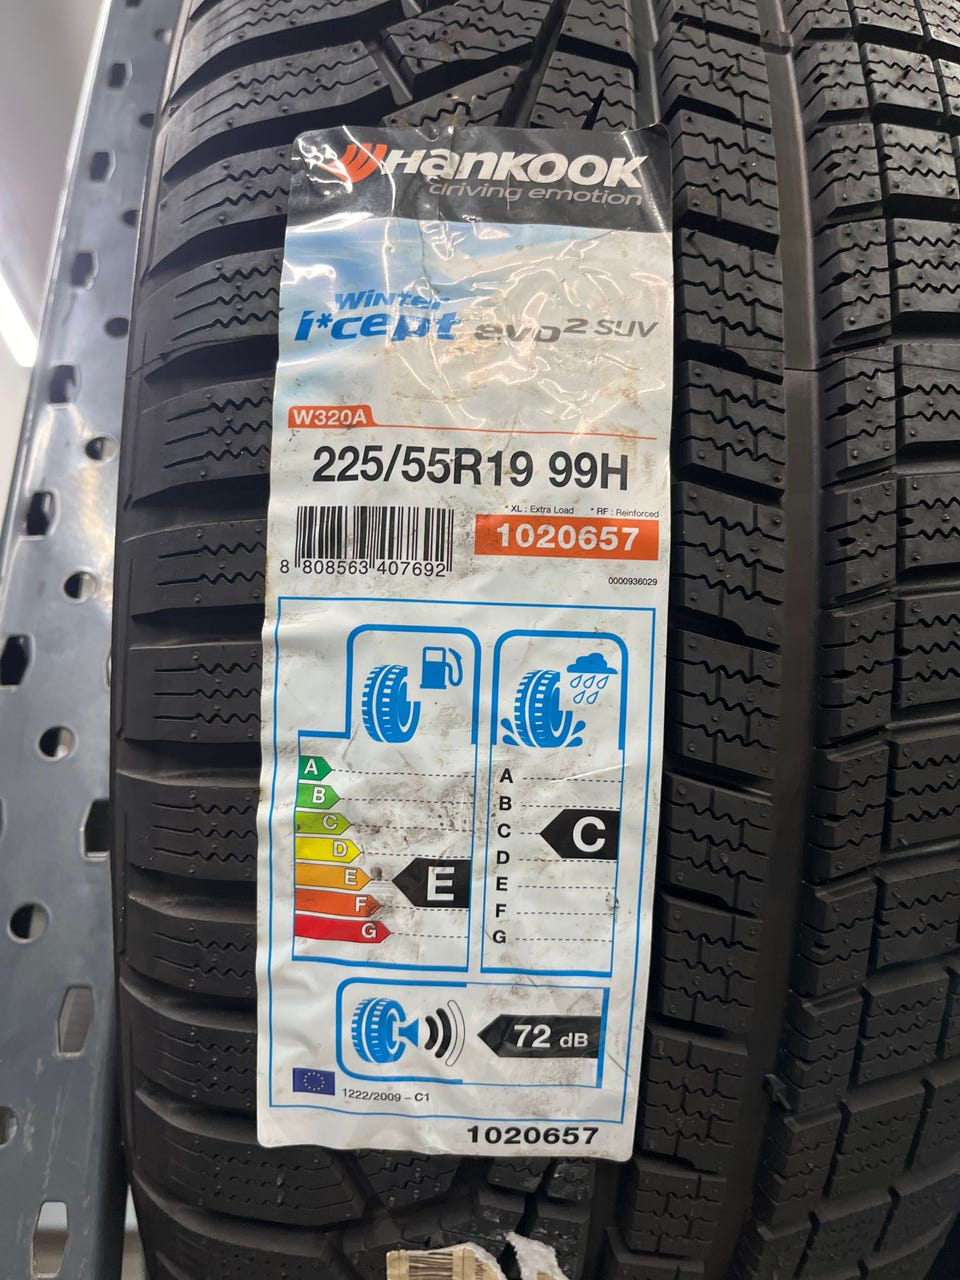 HANKOOK
driving emotion
Winter
i*cept evo2 SUV
W320A
225/55R19 99H
* XL : Extra Load * RF : Reinforced
1020657
8 808563 407692
0000936029
A
B
C
D
E
F
G
E
A
B
C
D
E
F
G
C
72 dB
1222/2009 - C1
1020657